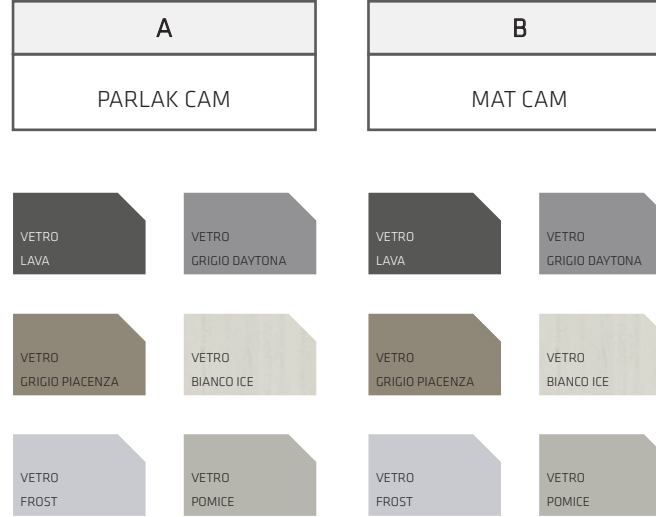 A
PARLAK CAM
B
MAT CAM
VETRO
LAVA
VETRO
GRIGIO DAYTONA
VETRO
LAVA
VETRO
GRIGIO DAYTONA
VETRO
GRIGIO PIACENZA
VETRO
BIANCO ICE
VETRO
GRIGIO PIACENZA
VETRO
BIANCO ICE
VETRO
FROST
VETRO
POMICE
VETRO
FROST
VETRO
POMICE